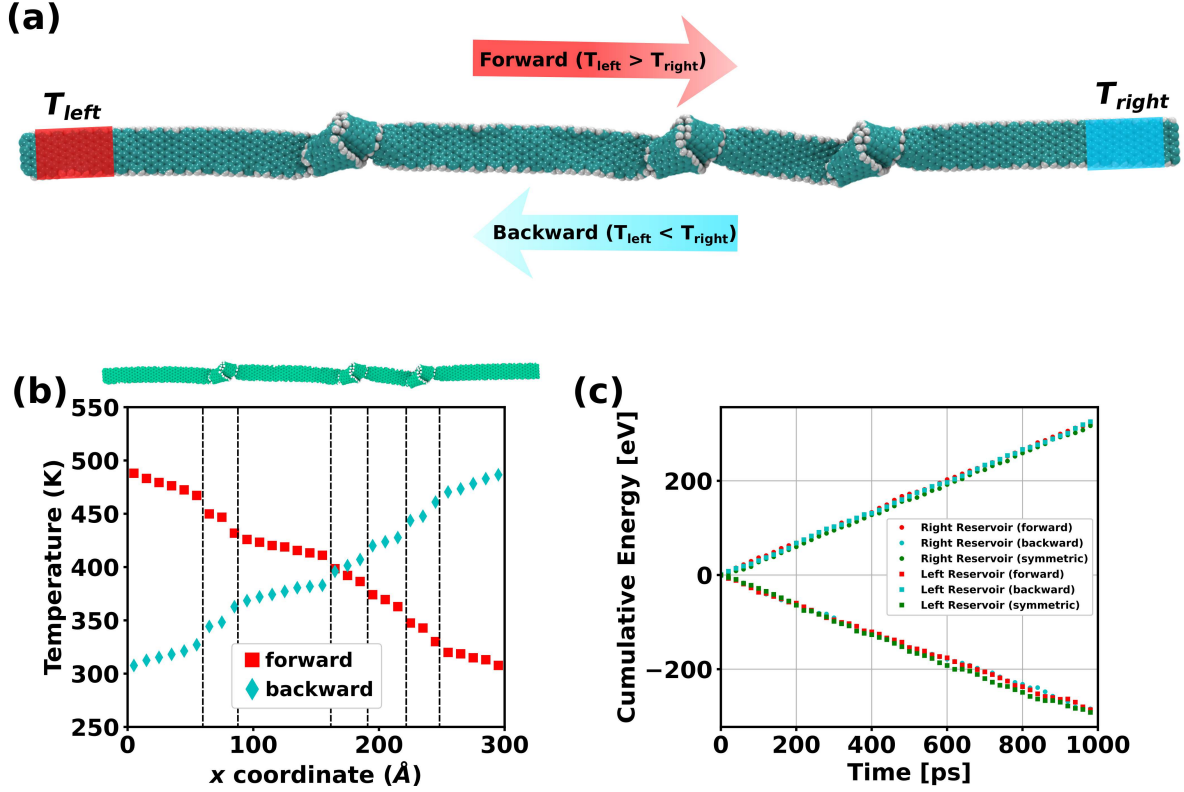 (a)
Forward (T_left > T_right)
T_left
T_right
Backward (T_left < T_right)
(b)
550
500
450
400
350
300
250
Temperature (K)
forward
backward
0
100
200
300
x coordinate (Å)
(c)
200
0
−200
Cumulative Energy [eV]
Right Reservoir (forward)
Right Reservoir (backward)
Right Reservoir (symmetric)
Left Reservoir (forward)
Left Reservoir (backward)
Left Reservoir (symmetric)
0
200
400
600
800
1000
Time [ps]